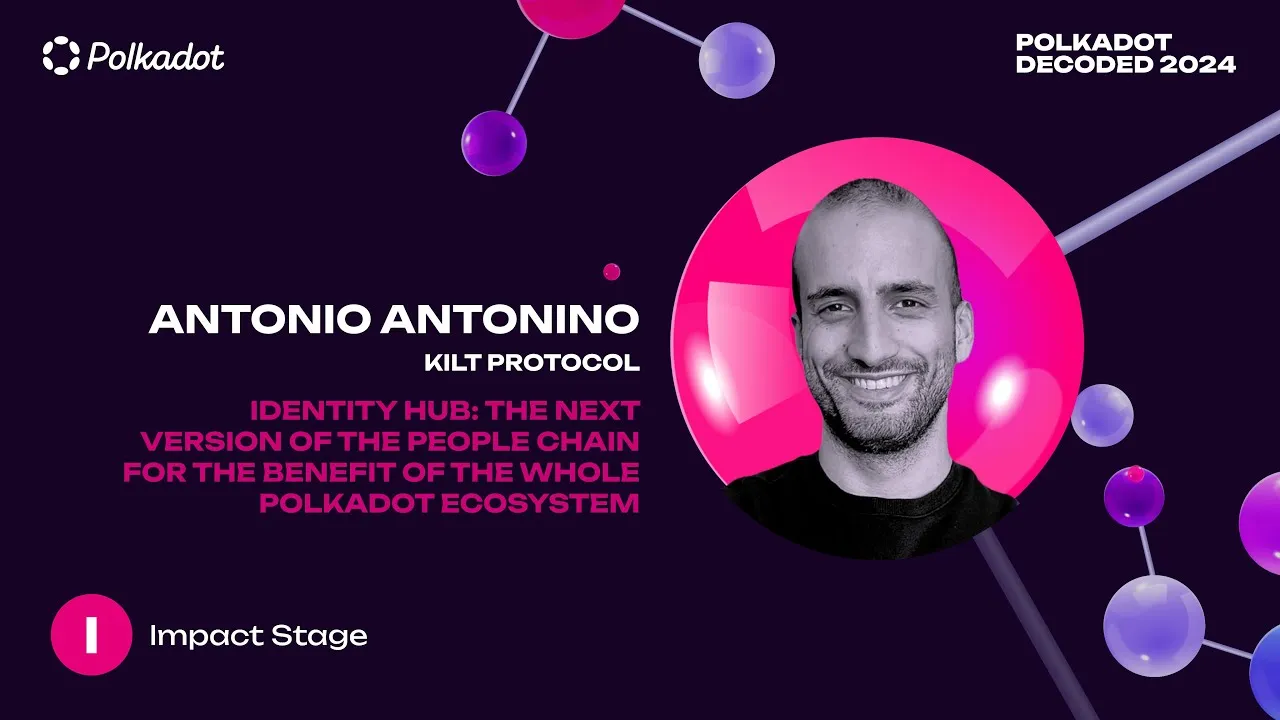 Polkadot
POLKADOT
DECODED 2024
ANTONIO ANTONINO
KILT PROTOCOL
IDENTITY HUB: THE NEXT
VERSION OF THE PEOPLE CHAIN
FOR THE BENEFIT OF THE WHOLE
POLKADOT ECOSYSTEM
I
Impact Stage